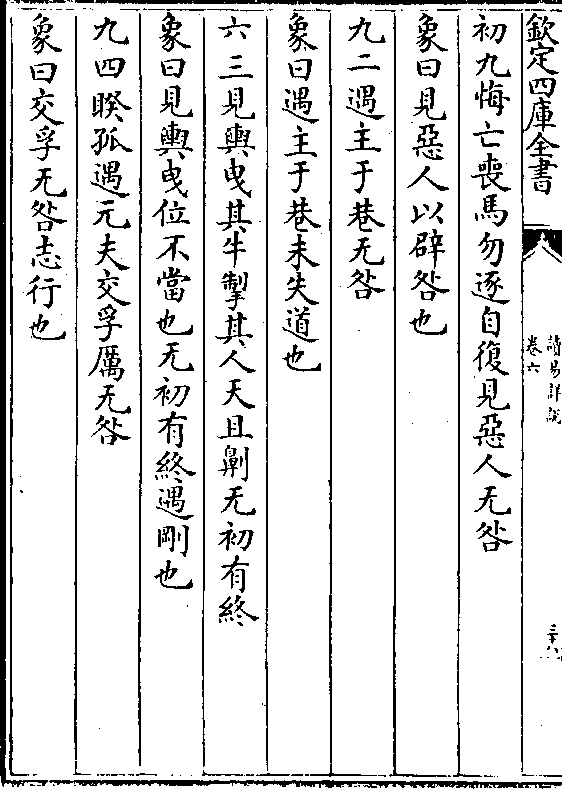 欽定四庫全書
讀易詳說
卷六
三十八
初九悔亡喪馬勿逐自復見惡人无咎
象曰見惡人以辟咎也
九二遇主于巷无咎
象曰遇主于巷未失道也
六三見輿曳其牛掣其人天且劓无初有終
象曰見輿曳位不當也无初有終遇剛也
九四睽孤遇元夫交孚厲无咎
象曰交孚无咎志行也